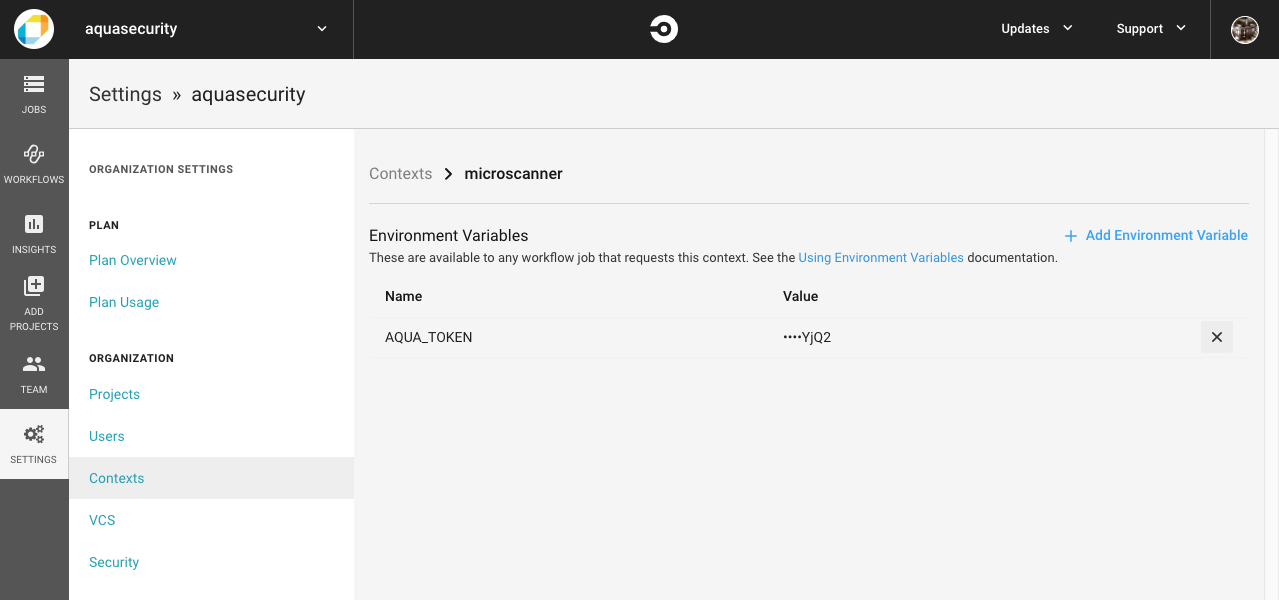 aquasecurity
Updates
Support
JOBS
WORKFLOWS
INSIGHTS
ADD
PROJECTS
TEAM
SETTINGS
Settings » aquasecurity
ORGANIZATION SETTINGS
PLAN
Plan Overview
Plan Usage
ORGANIZATION
Projects
Users
Contexts
VCS
Security
Contexts > microscanner
Environment Variables
+ Add Environment Variable
These are available to any workflow job that requests this context. See the Using Environment Variables documentation.
Name Value
AQUA_TOKEN ••••YjQ2 ×